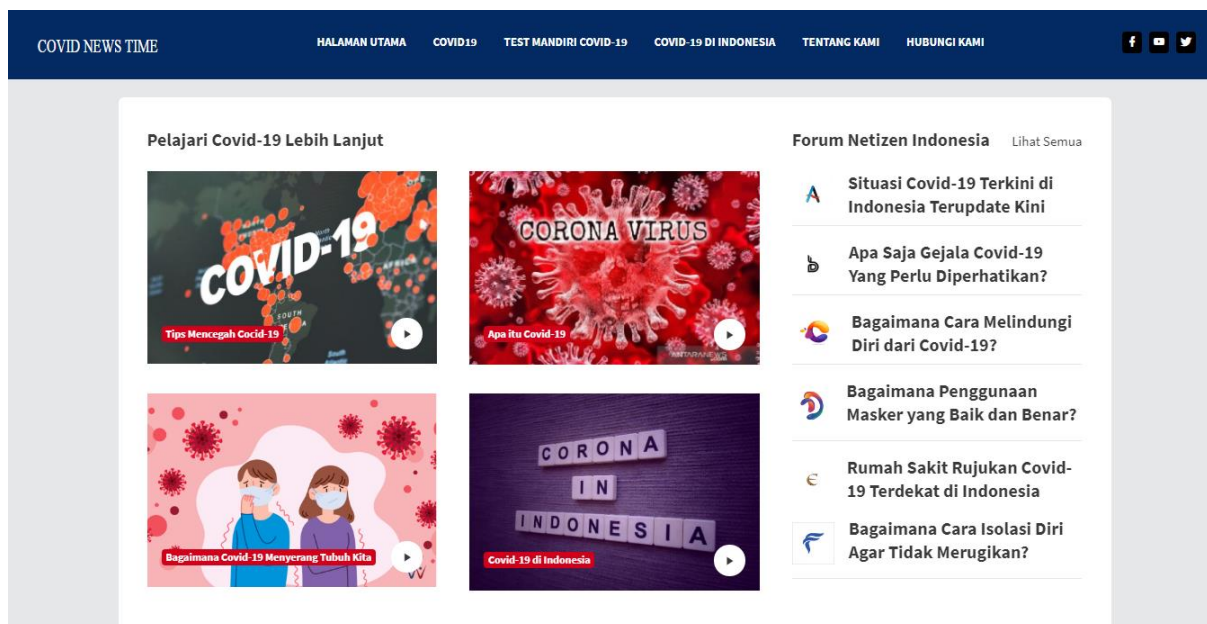 COVID NEWS TIME
HALAMAN UTAMA
COVID19
TEST MANDIRI COVID-19
COVID-19 DI INDONESIA
TENTANG KAMI
HUBUNGI KAMI
Pelajari Covid-19 Lebih Lanjut
COVID-19
SOUTH
Tips Mencegah Cocid-19
CORONA VIRUS
Apa itu Covid-19
ANTARANEWS
Bagaimana Covid-19 Menyerang Tubuh Kita
CORONA
IN
INDONESIA
Covid-19 di Indonesia
Forum Netizen Indonesia
Lihat Semua
Situasi Covid-19 Terkini di
Indonesia Terupdate Kini
Apa Saja Gejala Covid-19
Yang Perlu Diperhatikan?
Bagaimana Cara Melindungi
Diri dari Covid-19?
Bagaimana Penggunaan
Masker yang Baik dan Benar?
Rumah Sakit Rujukan Covid-
19 Terdekat di Indonesia
Bagaimana Cara Isolasi Diri
Agar Tidak Merugikan?